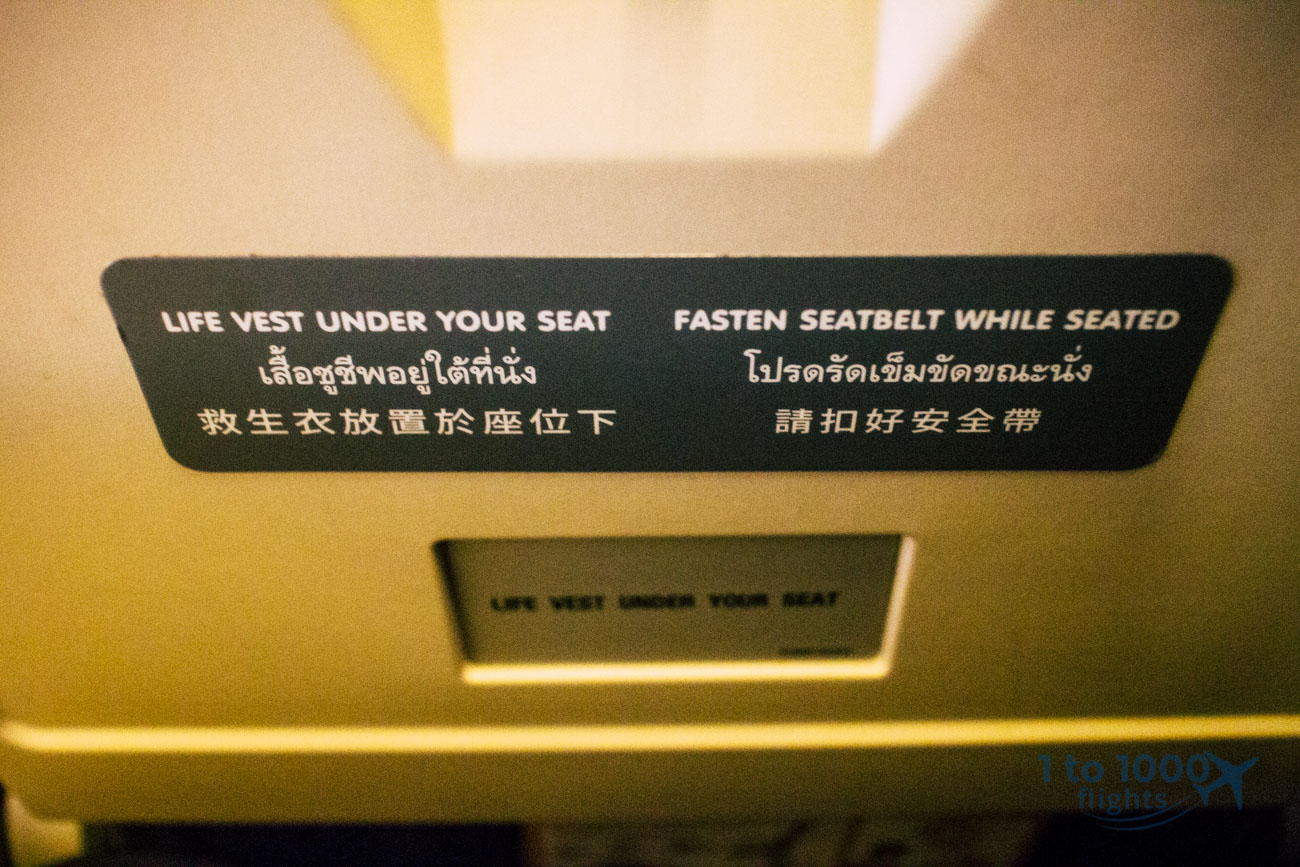 LIFE VEST UNDER YOUR SEAT
เสื้อชูชีพอยู่ใต้ที่นั่ง
救生衣放置於座位下
FASTEN SEATBELT WHILE SEATED
โปรดรัดเข็มขัดขณะนั่ง
請扣好安全帶
LIFE VEST UNDER YOUR SEAT
1 to 1000
flights